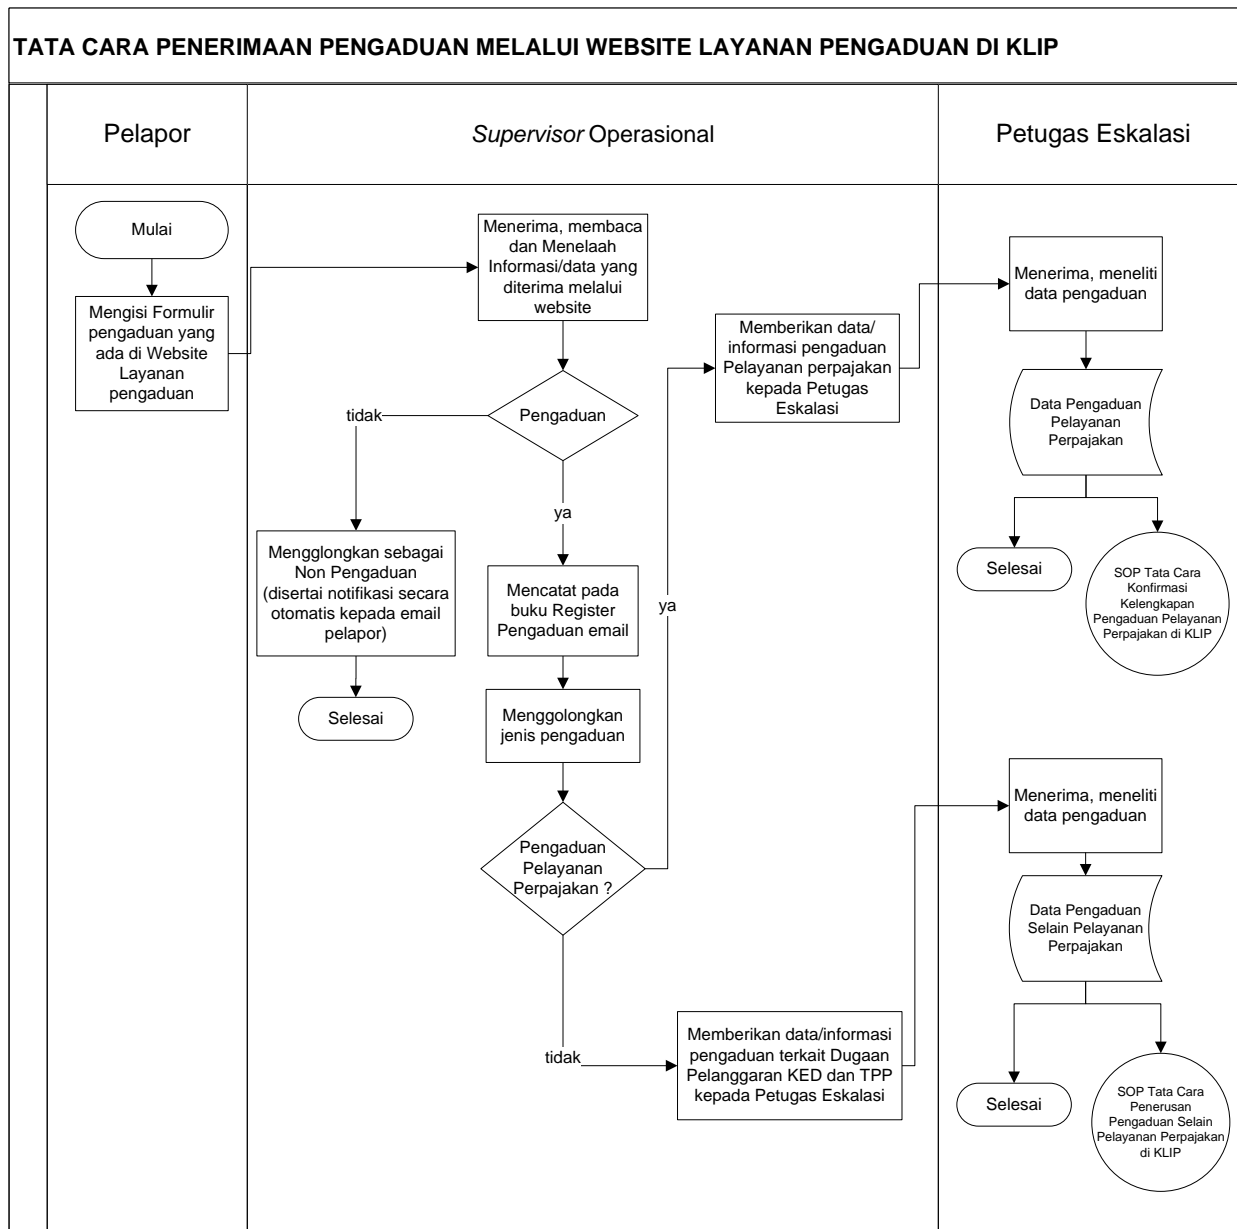 TATA CARA PENERIMAAN PENGADUAN MELALUI WEBSITE LAYANAN PENGADUAN DI KLIP
Pelapor
Supervisor Operasional
Petugas Eskalasi
Mulai
Mengisi Formulir
pengaduan yang
ada di Website
Layanan
pengaduan
Menerima, membaca
dan Menelaah
Informasi/data yang
diterima melalui
website
Pengaduan
tidak
ya
Mengglongkan sebagai
Non Pengaduan
(disertai notifikasi secara
otomatis kepada email
pelapor)
Selesai
Mencatat pada
buku Register
Pengaduan email
Menggolongkan
jenis pengaduan
Pengaduan
Pelayanan
Perpajakan ?
ya
tidak
Memberikan data/
informasi pengaduan
Pelayanan perpajakan
kepada Petugas
Eskalasi
Memberikan data/informasi
pengaduan terkait Dugaan
Pelanggaran KED dan TPP
kepada Petugas Eskalasi
Menerima, meneliti
data pengaduan
Data Pengaduan
Pelayanan
Perpajakan
Selesai
SOP Tata Cara
Konfirmasi
Kelengkapan
Pengaduan Pelayanan
Perpajakan di KLIP
Menerima, meneliti
data pengaduan
Data Pengaduan
Selain Pelayanan
Perpajakan
Selesai
SOP Tata Cara
Penerusan
Pengaduan Selain
Pelayanan Perpajakan
di KLIP